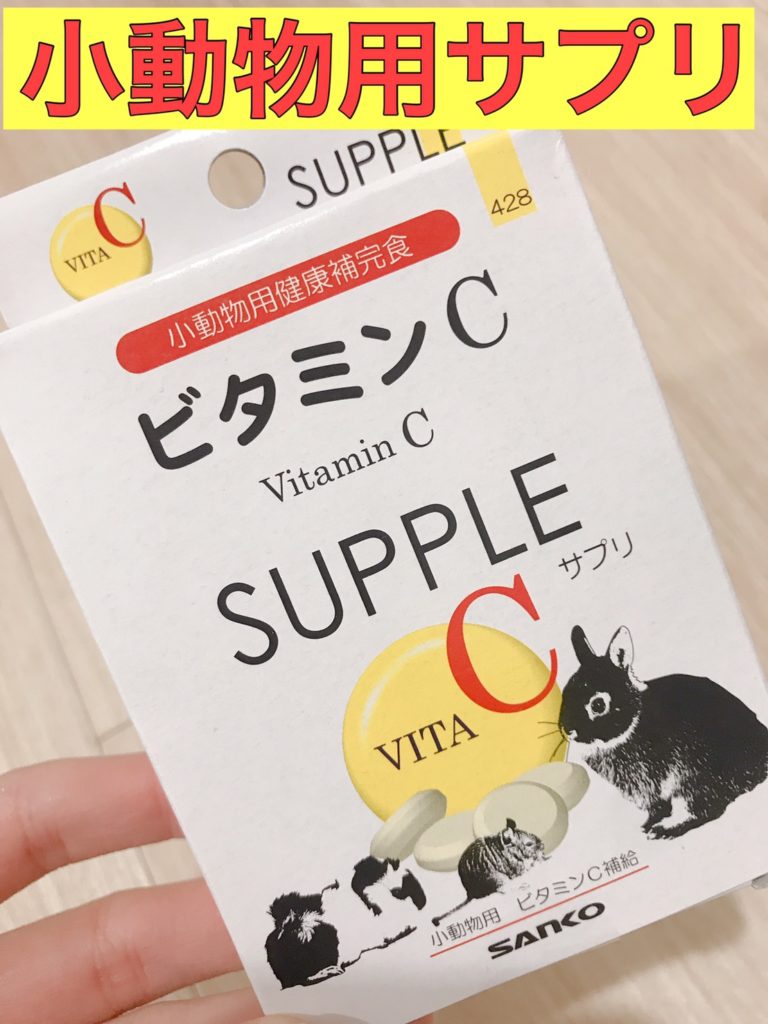 小動物用サプリ
SUPPLE
VITA C
428
小動物用健康補完食
ビタミンC
Vitamin C
SUPPLE
サプリ
VITA C
小動物用 ビタミンC補給
SANKO